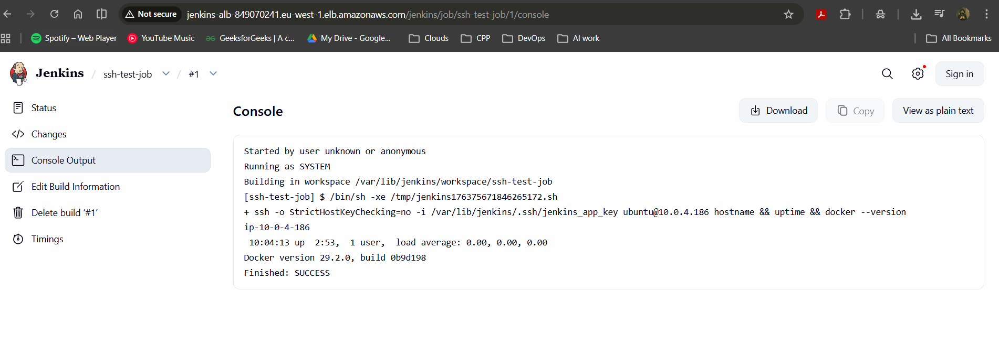 Not secure jenkins-alb-849070241.eu-west-1.elb.amazonaws.com/jenkins/job/ssh-test-job/1/console
Spotify – Web Player YouTube Music GeeksforGeeks | A c... My Drive - Google... Clouds CPP DevOps AI work All Bookmarks
Jenkins / ssh-test-job / #1 Sign in
Status
Changes
Console Output
Edit Build Information
Delete build ‘#1’
Timings
Console Download Copy View as plain text
Started by user unknown or anonymous
Running as SYSTEM
Building in workspace /var/lib/jenkins/workspace/ssh-test-job
[ssh-test-job] $ /bin/sh -xe /tmp/jenkins176375671846265172.sh
+ ssh -o StrictHostKeyChecking=no -i /var/lib/jenkins/.ssh/jenkins_app_key ubuntu@10.0.4.186 hostname && uptime && docker --version
ip-10-0-4-186
10:04:13 up  2:53,  1 user,  load average: 0.00, 0.00, 0.00
Docker version 29.2.0, build 0b9d198
Finished: SUCCESS